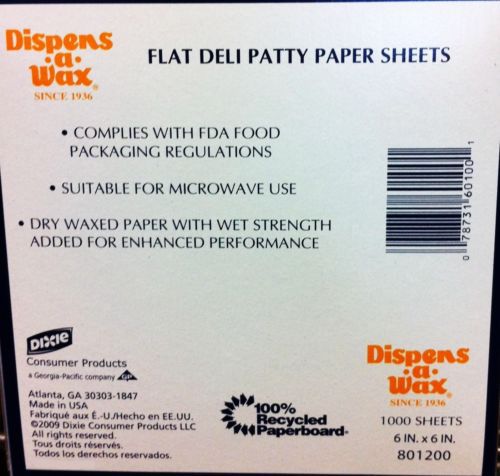 Dispens
·a·
Wax®
SINCE 1936
FLAT DELI PATTY PAPER SHEETS
• COMPLIES WITH FDA FOOD
PACKAGING REGULATIONS
• SUITABLE FOR MICROWAVE USE
• DRY WAXED PAPER WITH WET STRENGTH
ADDED FOR ENHANCED PERFORMANCE
0 78731 60100 1
DIXIE
Consumer Products
a Georgia-Pacific company GP
Atlanta, GA 30303-1847
Made in USA
Fabriqué aux É.-U./Hecho en EE.UU.
©2009 Dixie Consumer Products LLC
All rights reserved.
Tous droits réservés.
Todos los derechos reservados.
100%
Recycled
Paperboard
Dispens
·a·
Wax®
SINCE 1936
1000 SHEETS
6 IN. x 6 IN.
801200